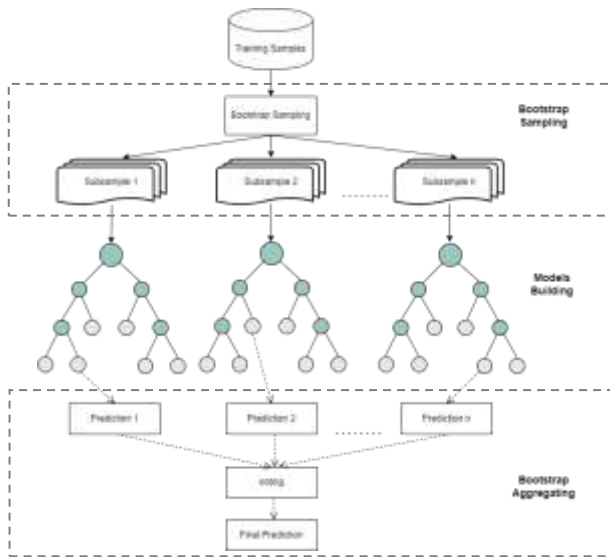 Training Samples
Bootstrap Sampling
Bootstrap
Sampling
Subsample 1
Subsample 2
Subsample n
Models
Building
Prediction 1
Prediction 2
Prediction n
voting
Bootstrap
Aggregating
Final Prediction